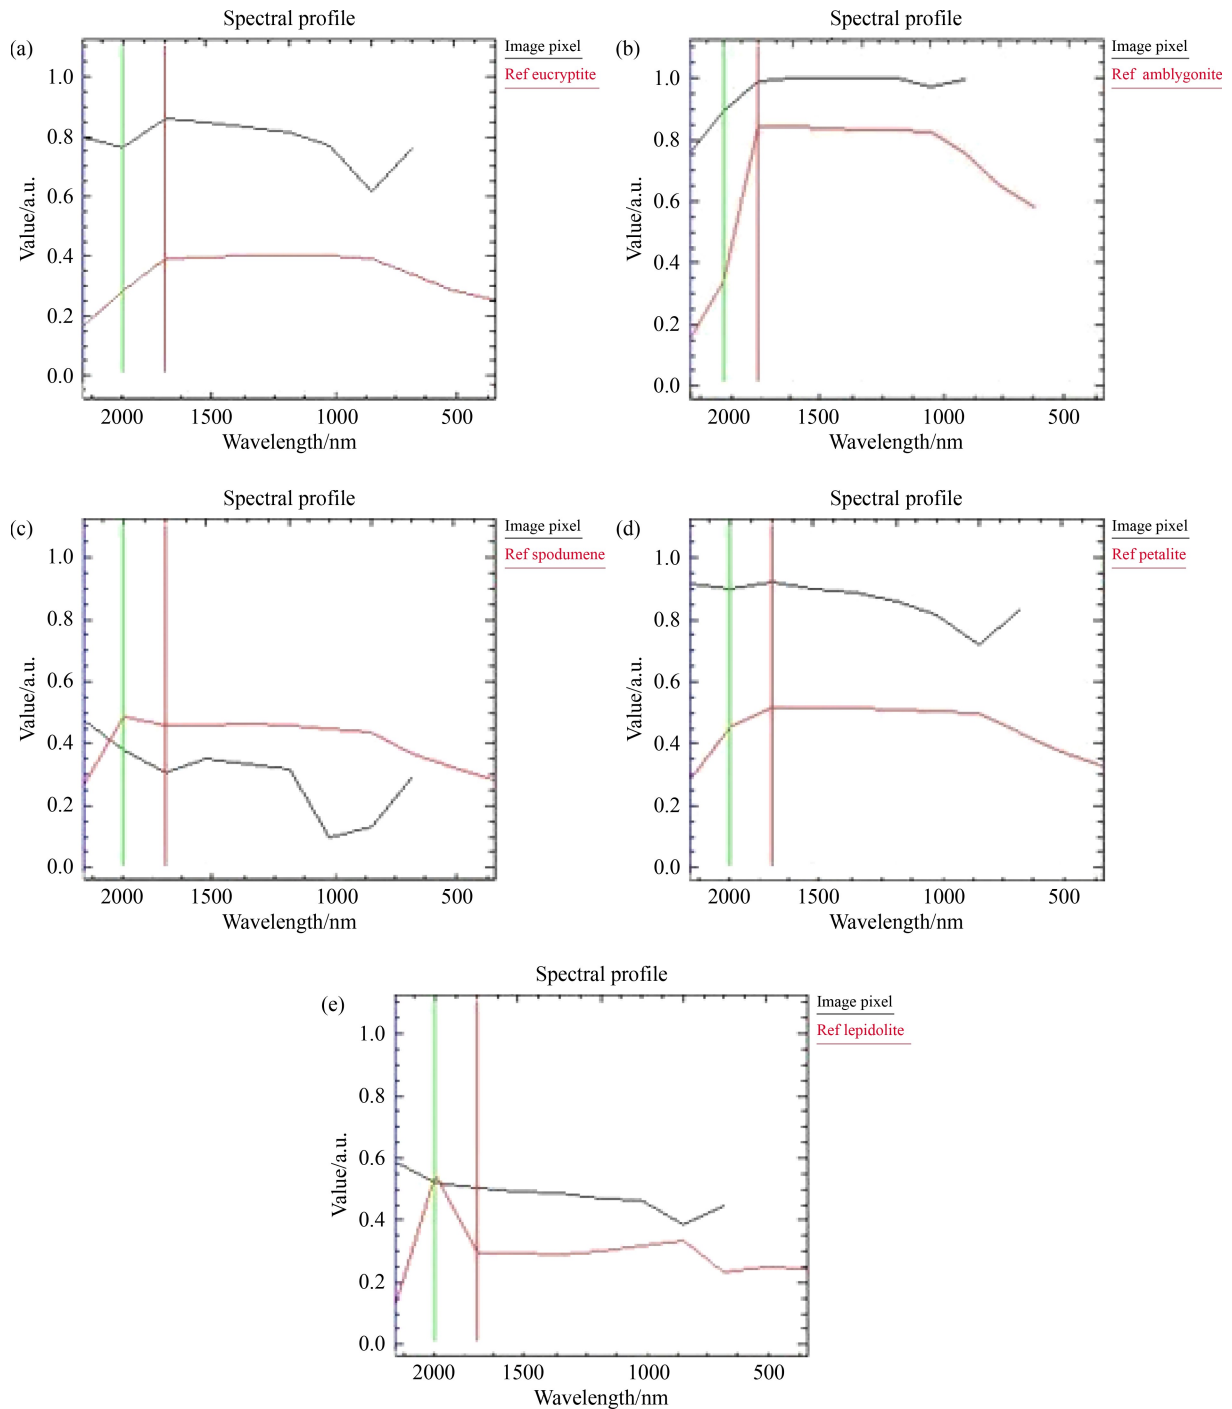 Spectral profile
(a)
Image pixel
Ref eucryptite
1.0
0.8
0.6
0.4
0.2
0.0
Value/a.u.
2000 1500 1000 500
Wavelength/nm
Spectral profile
(b)
Image pixel
Ref amblygonite
1.0
0.8
0.6
0.4
0.2
0.0
Value/a.u.
2000 1500 1000 500
Wavelength/nm
Spectral profile
(c)
Image pixel
Ref spodumene
1.0
0.8
0.6
0.4
0.2
0.0
Value/a.u.
2000 1500 1000 500
Wavelength/nm
Spectral profile
(d)
Image pixel
Ref petalite
1.0
0.8
0.6
0.4
0.2
0.0
Value/a.u.
2000 1500 1000 500
Wavelength/nm
Spectral profile
(e)
Image pixel
Ref lepidolite
1.0
0.8
0.6
0.4
0.2
0.0
Value/a.u.
2000 1500 1000 500
Wavelength/nm